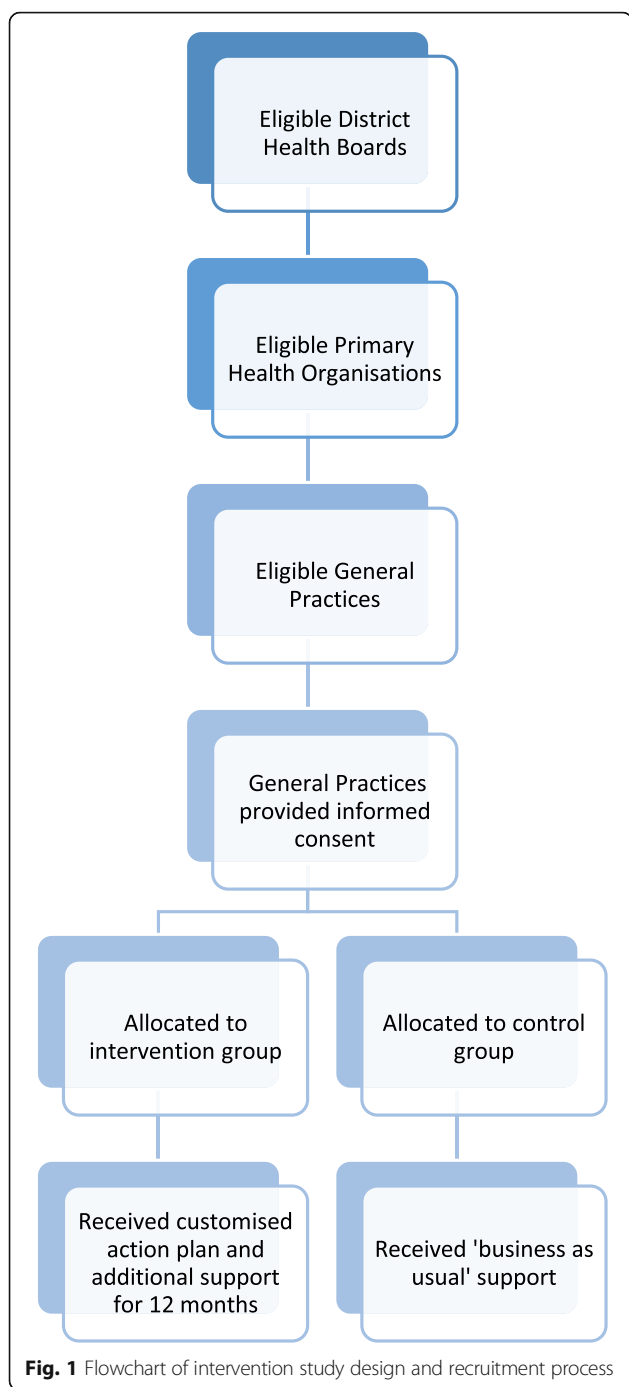 Eligible District
Health Boards
Eligible Primary
Health Organisations
Eligible General
Practices
General Practices
provided informed
consent
Allocated to
intervention group
Allocated to control
group
Received customised
action plan and
additional support
for 12 months
Received 'business as
usual' support
Fig. 1 Flowchart of intervention study design and recruitment process